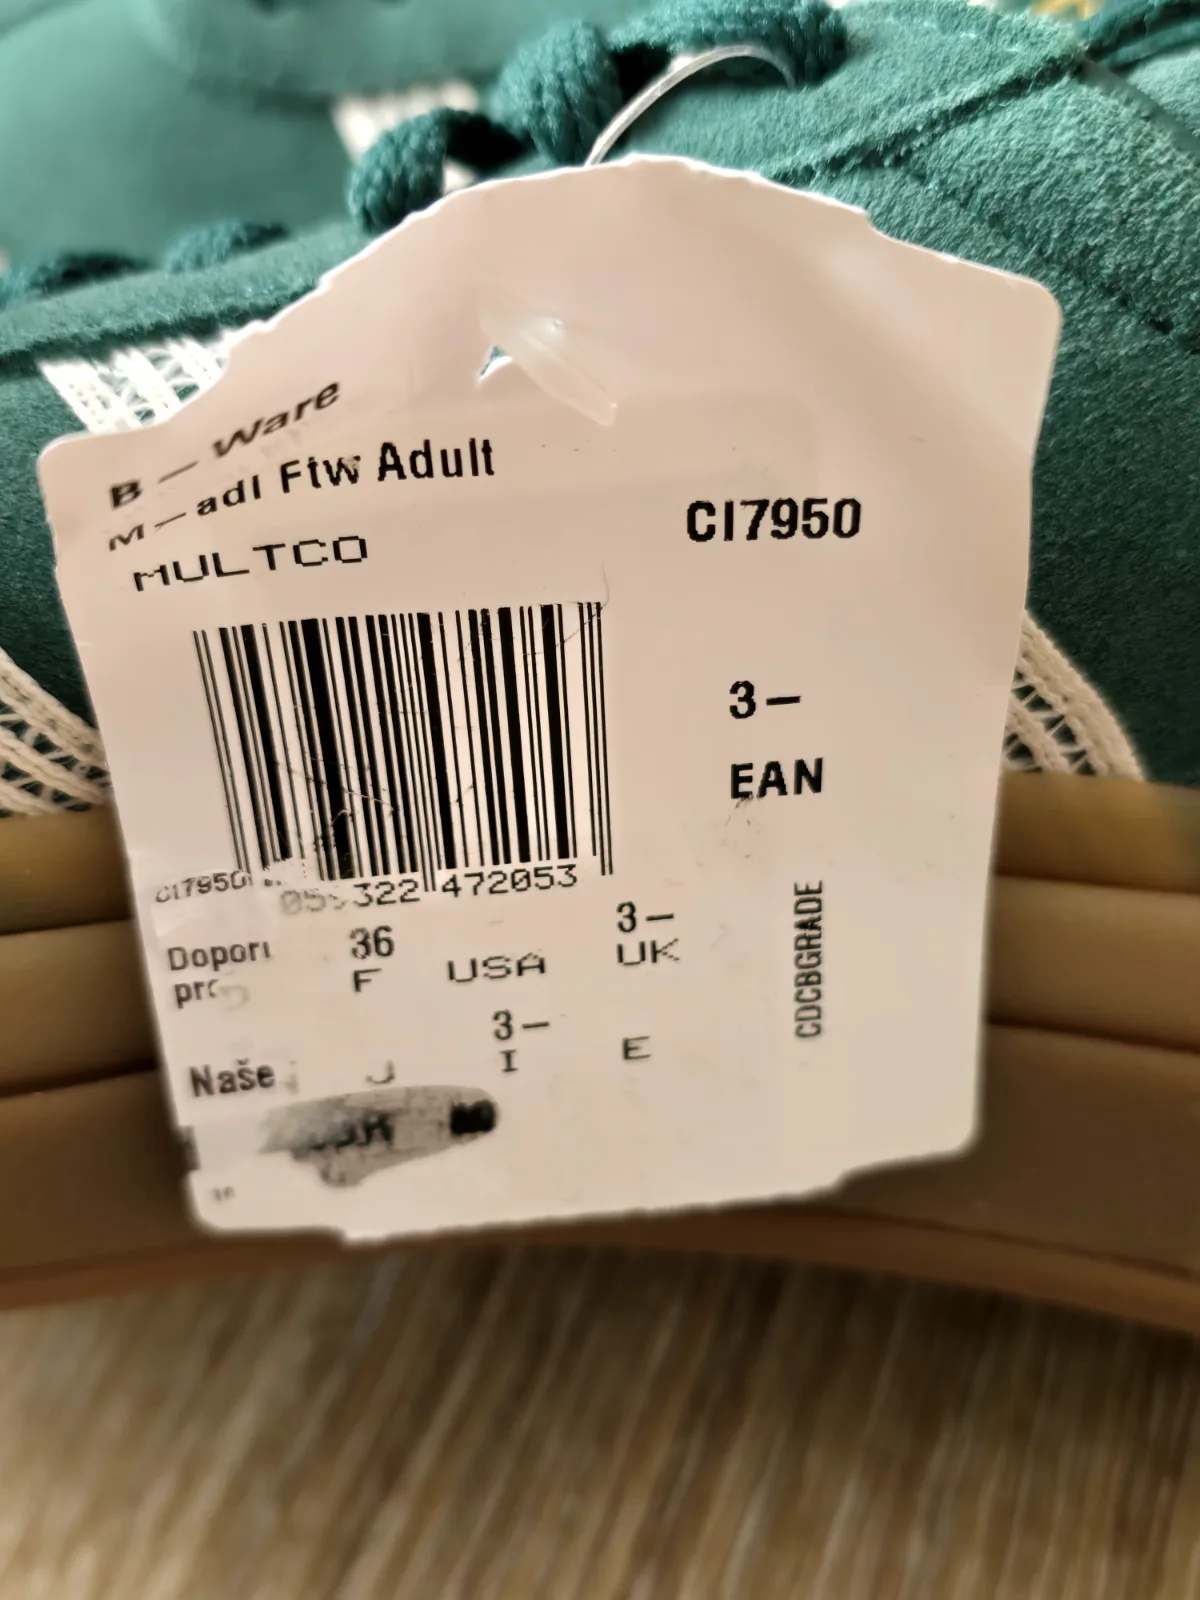 B – Ware
M – adl Ftw Adult
MULTCO
CI7950
3 –
EAN
CI7950
322 472053
Dopor
36
F
USA
3 –
UK
CDCBGRADE
3 –
I
E
Naše